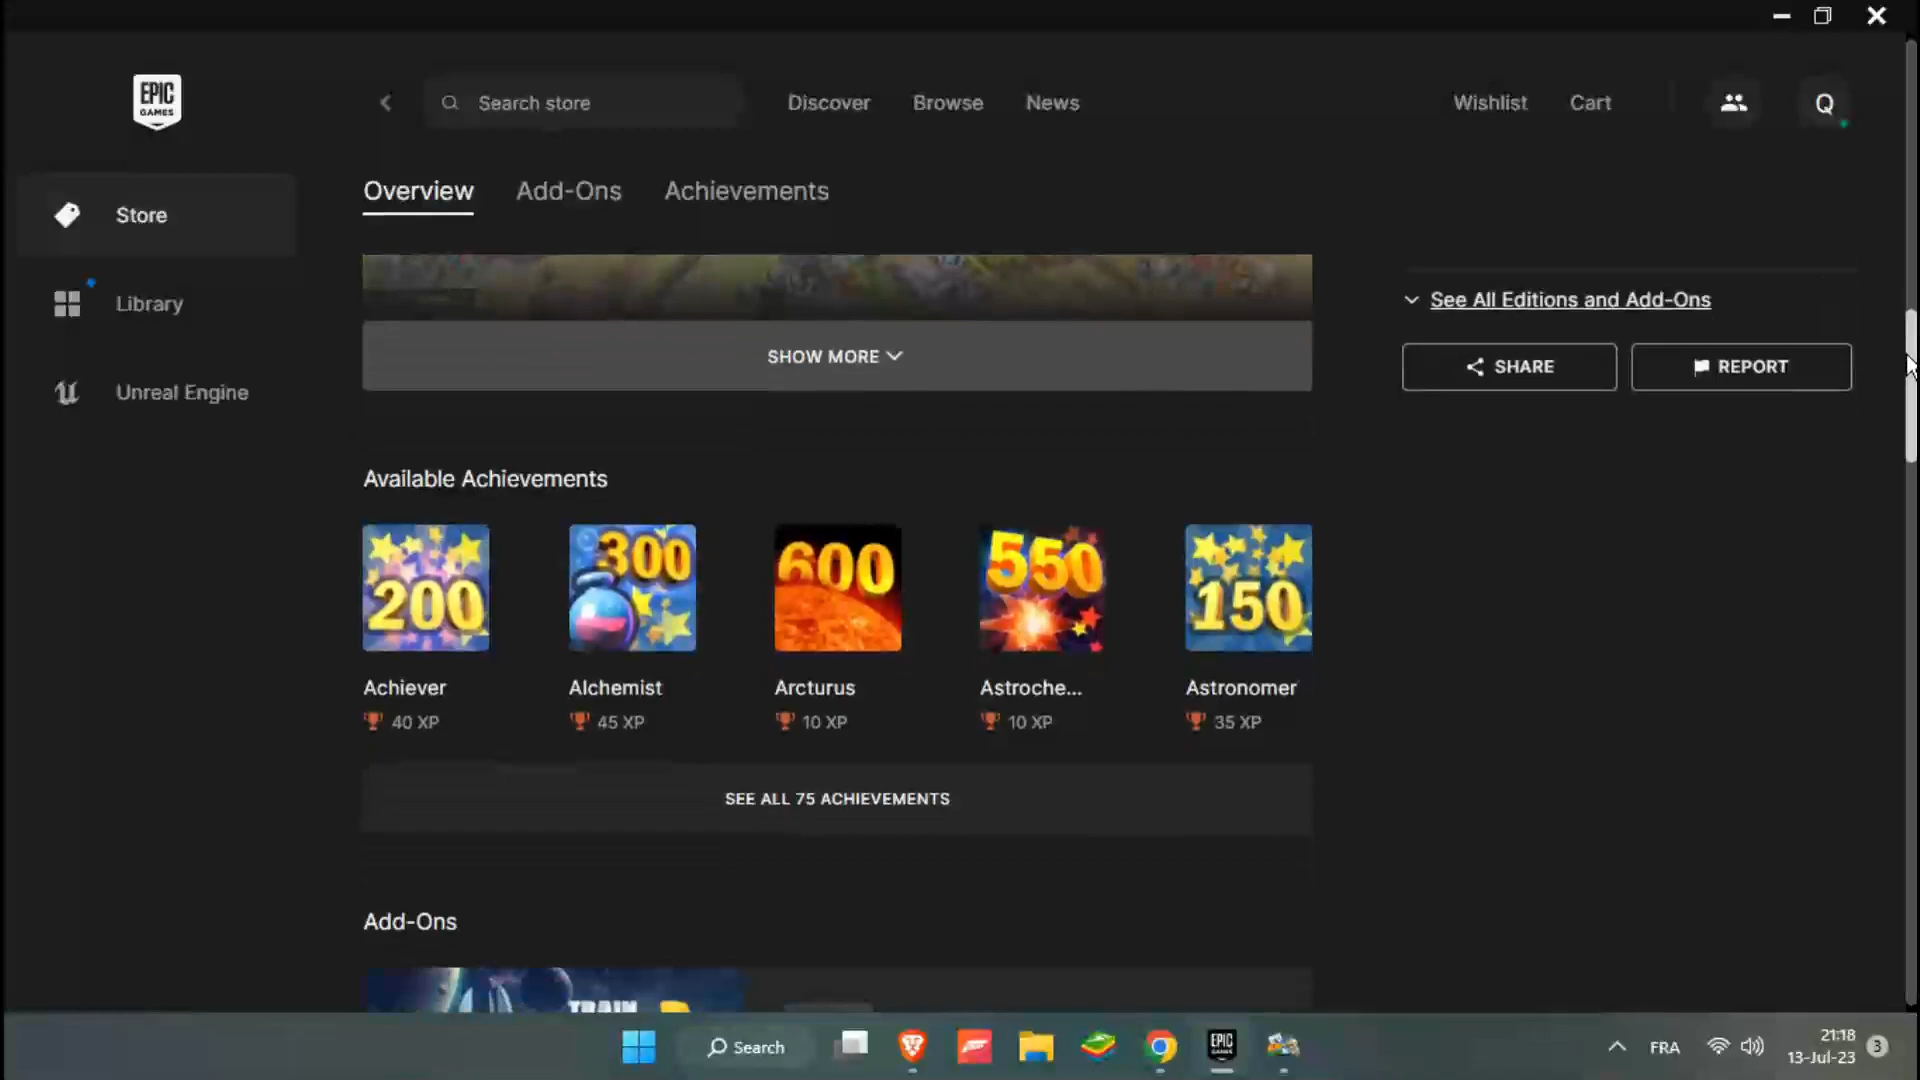 EPIC
GAMES
Search store
Discover
Browse
News
Wishlist
Cart
Q
Store
Library
Unreal Engine
Overview
Add-Ons
Achievements
SHOW MORE
See All Editions and Add-Ons
SHARE
REPORT
Available Achievements
200
300
600
550
150
Achiever
Alchemist
Arcturus
Astroche...
Astronomer
40 XP
45 XP
10 XP
10 XP
35 XP
SEE ALL 75 ACHIEVEMENTS
Add-Ons
TRAIN
Search
EPIC
GAMES
FRA
21:18
13-Jul-23
3